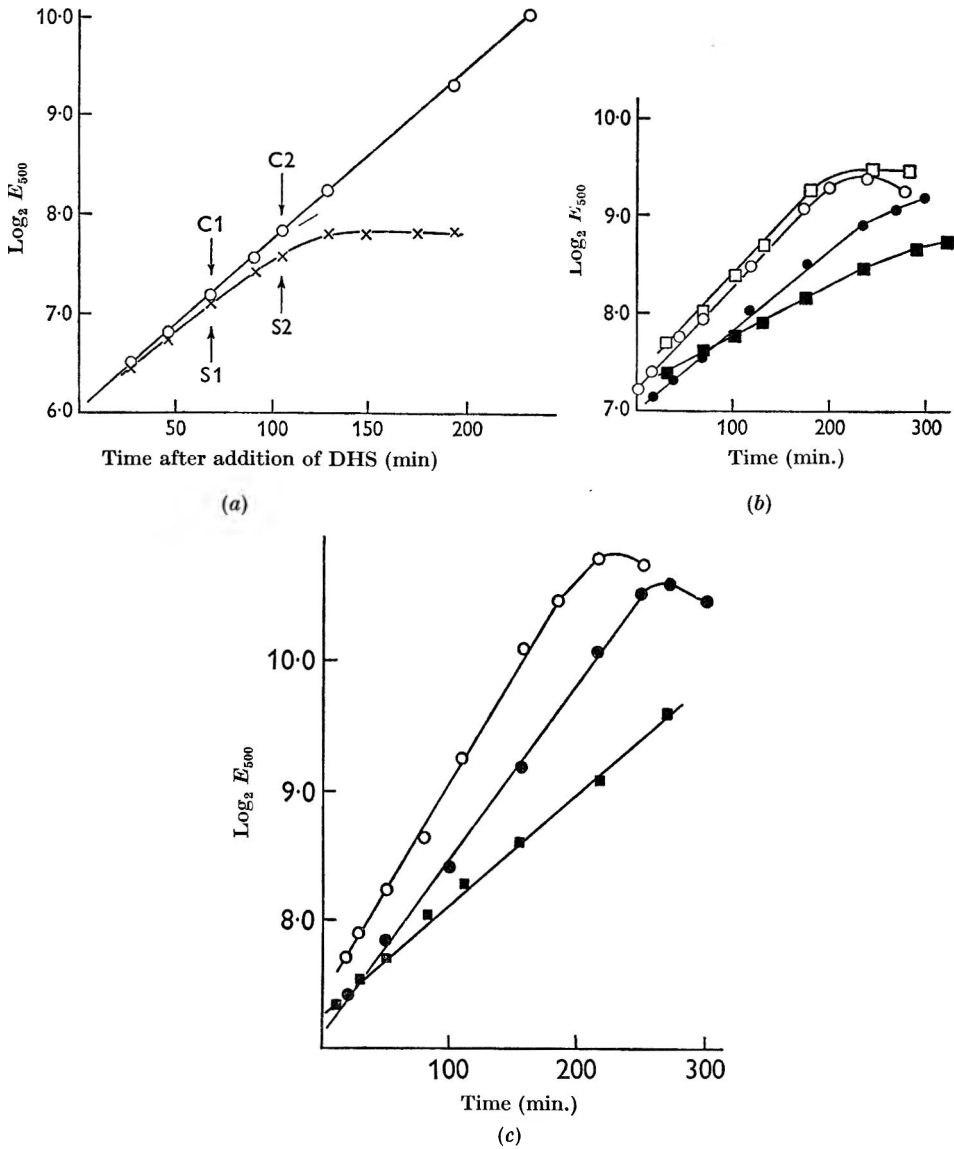 (a)
10·0
9·0
8·0
7·0
6·0
Log₂ E₅₀₀
C1
C2
S1
S2
50 100 150 200
Time after addition of DHS (min)
(a)
10·0
9·0
8·0
7·0
Log₂ E₅₀₀
100 200 300
Time (min.)
(b)
10·0
9·0
8·0
Log₂ E₅₀₀
100 200 300
Time (min.)
(c)